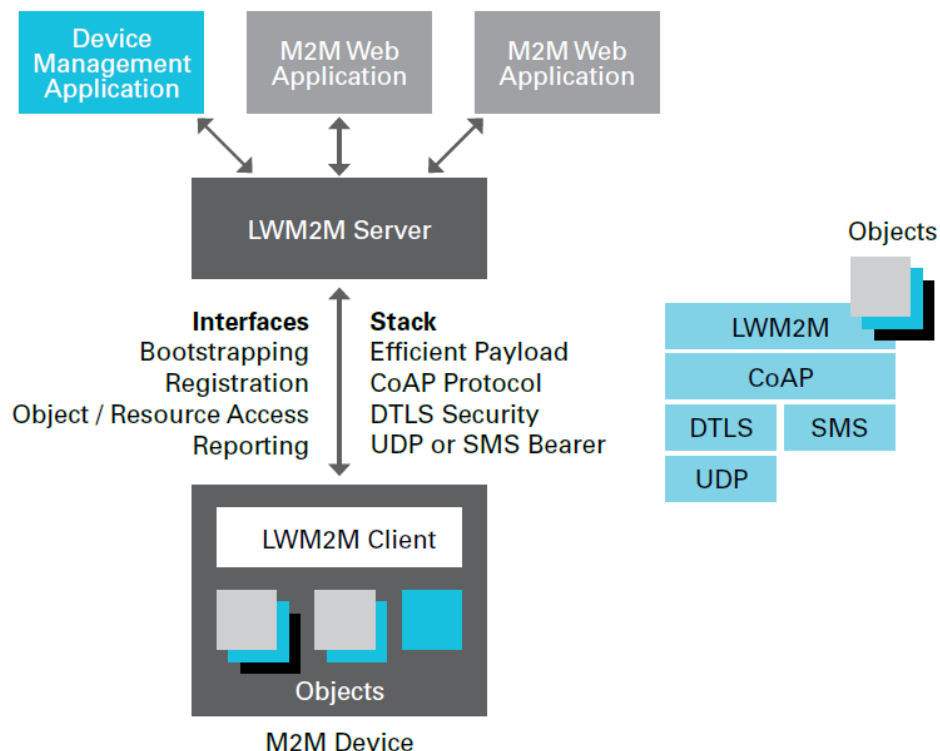 Device
Management
Application
M2M Web
Application
M2M Web
Application
LWM2M Server
Interfaces
Bootstrapping
Registration
Object / Resource Access
Reporting
Stack
Efficient Payload
CoAP Protocol
DTLS Security
UDP or SMS Bearer
LWM2M Client
Objects
M2M Device
Objects
LWM2M
CoAP
DTLS
SMS
UDP